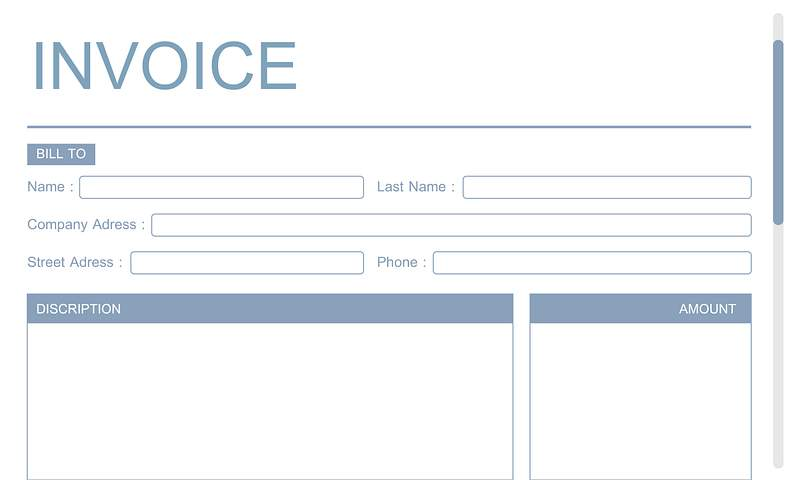 INVOICE
BILL TO
Name : Last Name :
Company Adress :
Street Adress : Phone :
DISCRIPTION AMOUNT